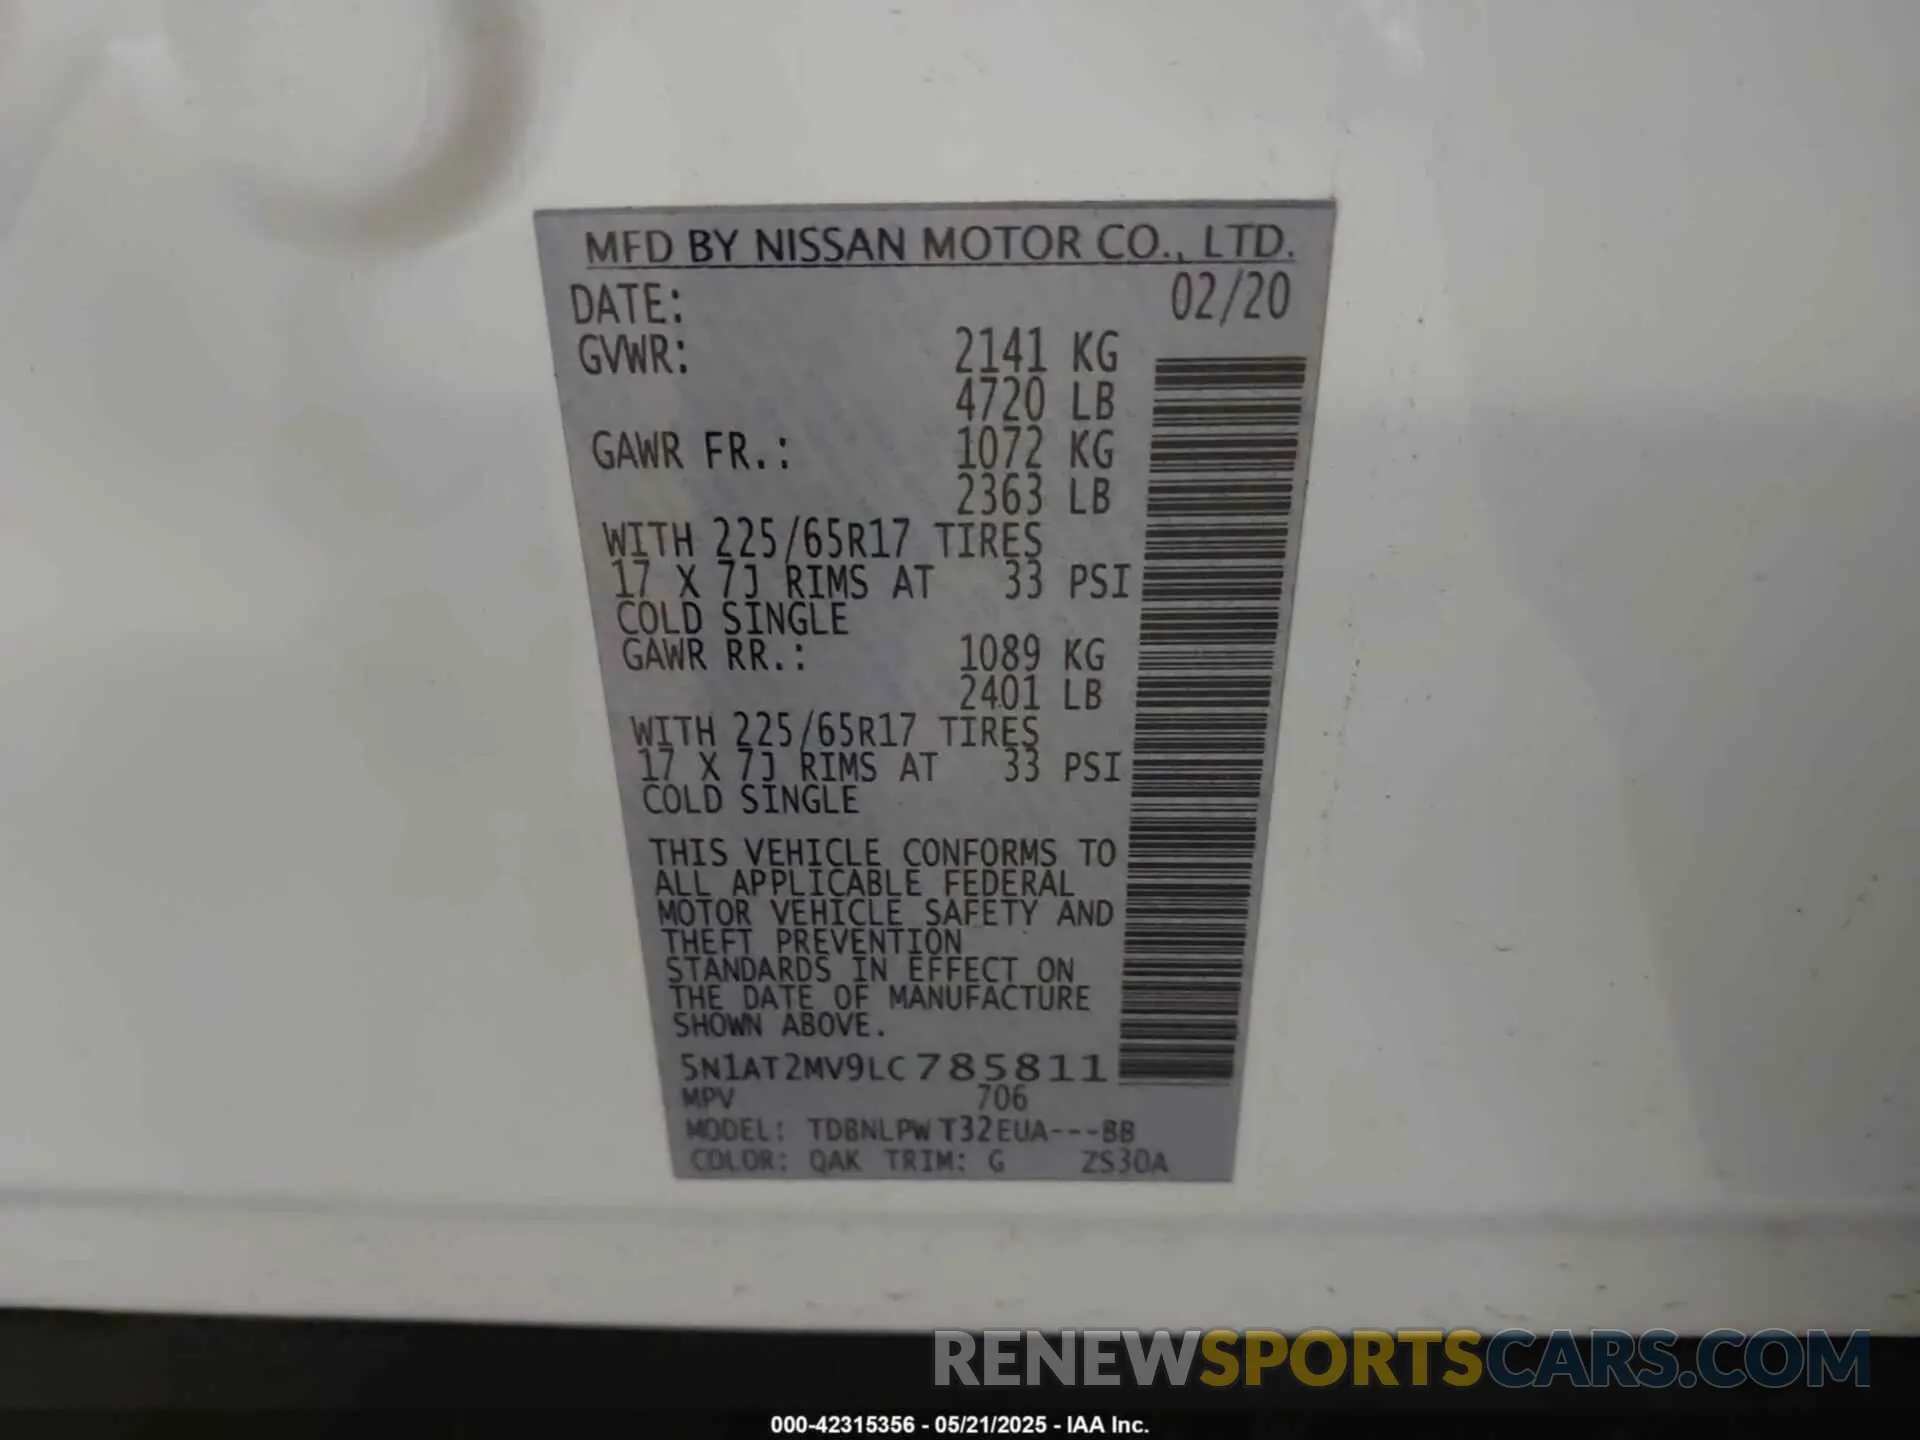 MFD BY NISSAN MOTOR CO., LTD.
DATE: 02/20
GVWR: 2141 KG
4720 LB
GAWR FR.: 1072 KG
2363 LB
WITH 225/65R17 TIRES
17 X 7J RIMS AT 33 PSI
COLD SINGLE
GAWR RR.: 1089 KG
2401 LB
WITH 225/65R17 TIRES
17 X 7J RIMS AT 33 PSI
COLD SINGLE
THIS VEHICLE CONFORMS TO
ALL APPLICABLE FEDERAL
MOTOR VEHICLE SAFETY AND
THEFT PREVENTION
STANDARDS IN EFFECT ON
THE DATE OF MANUFACTURE
SHOWN ABOVE.
5N1AT2MV9LC785811
MPV 706
MODEL: TDBNLPW T32EUA---BB
COLOR: QAK TRIM: G ZS30A
RENEWSPORTSCARS.COM
000-42315356 - 05/21/2025 - IAA Inc.